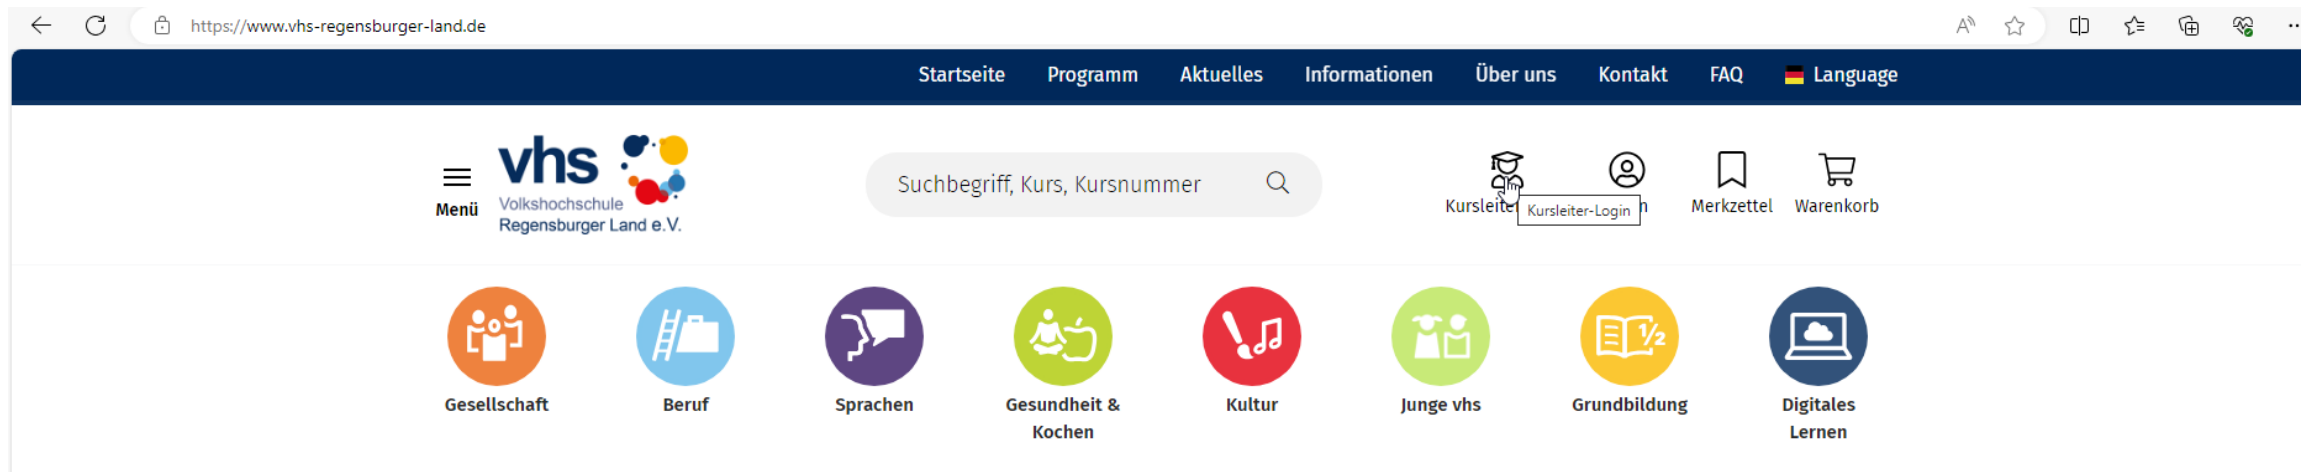 https://www.vhs-regensburger-land.de
Startseite Programm Aktuelles Informationen Über uns Kontakt FAQ Language
vhs
Volkshochschule
Regensburger Land e.V.
Menü
Suchbegriff, Kurs, Kursnummer
Kursleiter-Login
Merkzettel Warenkorb
Gesellschaft Beruf Sprachen Gesundheit & Kochen Kultur Junge vhs Grundbildung Digitales Lernen
½